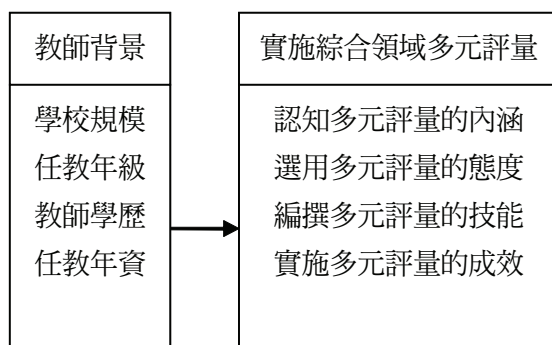 教師背景
學校規模
任教年級
教師學歷
任教年資
實施綜合領域多元評量
認知多元評量的內涵
選用多元評量的態度
編撰多元評量的技能
實施多元評量的成效